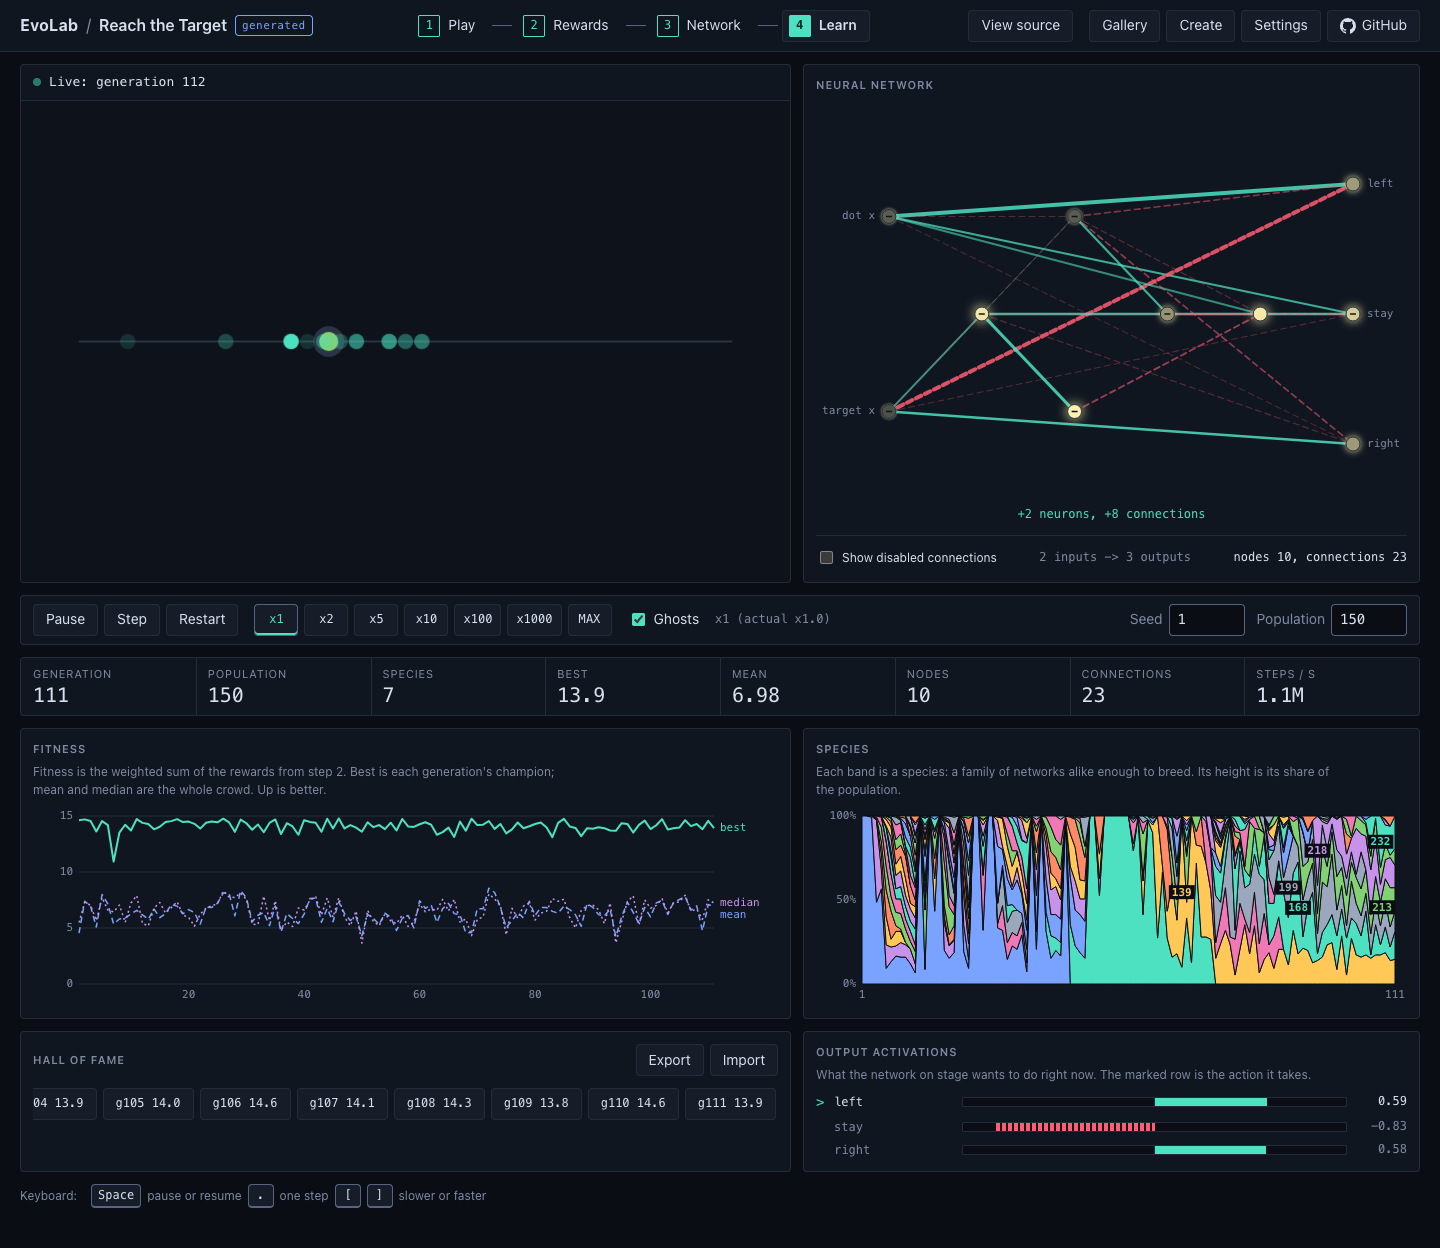 EvoLab / Reach the Target generated
1 Play 2 Rewards 3 Network 4 Learn
View source Gallery Create Settings GitHub
Live: generation 112
NEURAL NETWORK
left
dot x
stay
target x
right
+2 neurons, +8 connections
Show disabled connections 2 inputs -> 3 outputs nodes 10, connections 23
Pause Step Restart x1 x2 x5 x10 x100 x1000 MAX Ghosts x1 (actual x1.0) Seed 1 Population 150
GENERATION POPULATION SPECIES BEST MEAN NODES CONNECTIONS STEPS / S
111 150 7 13.9 6.98 10 23 1.1M
FITNESS
Fitness is the weighted sum of the rewards from step 2. Best is each generation's champion;
mean and median are the whole crowd. Up is better.
15
best
10
median
mean
5
0
20 40 60 80 100
SPECIES
Each band is a species: a family of networks alike enough to breed. Its height is its share of
the population.
100%
232
218
139
199
50%
168
213
0%
1 111
HALL OF FAME Export Import
04 13.9 g105 14.0 g106 14.6 g107 14.1 g108 14.3 g109 13.8 g110 14.6 g111 13.9
OUTPUT ACTIVATIONS
What the network on stage wants to do right now. The marked row is the action it takes.
> left 0.59
stay −0.83
right 0.58
Keyboard: Space pause or resume . one step [ ] slower or faster